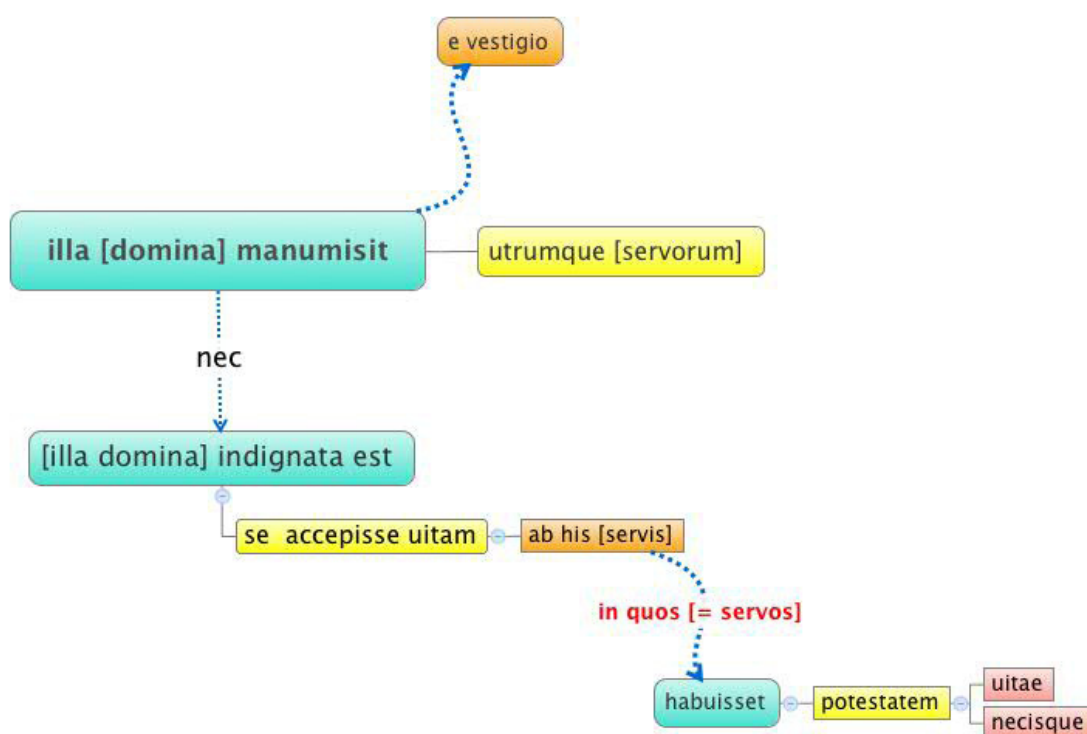 e vestigio
illa [domina] manumisit
utrumque [servorum]
nec
[illa domina] indignata est
se accepisse uitam
ab his [servis]
in quos [= servos]
habuisset
potestatem
uitae
necisque